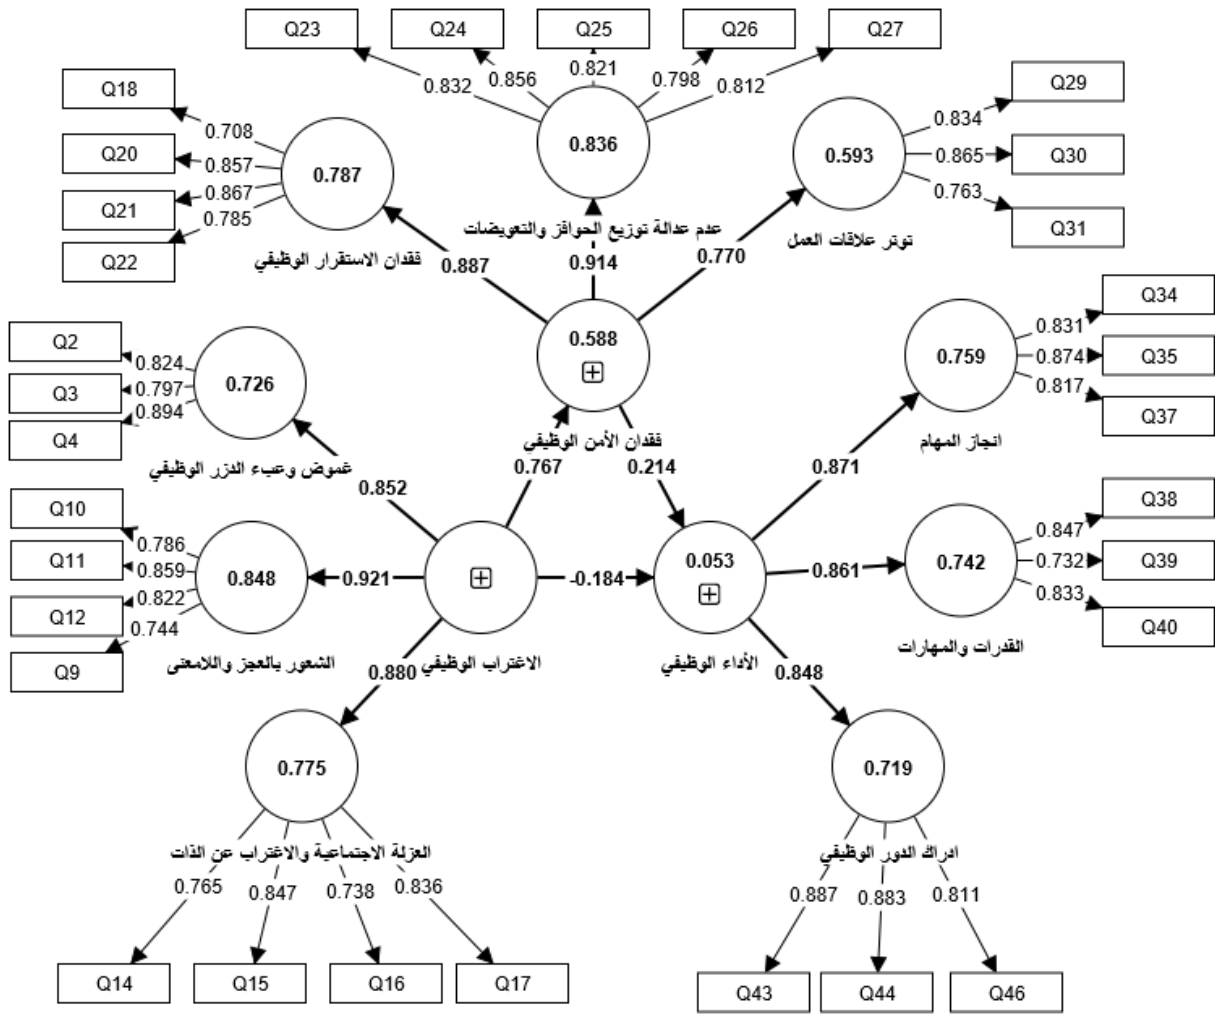 Q23
Q24
Q25
Q26
Q27
0.832
0.856
0.821
0.798
0.812
Q18
Q20
Q21
Q22
0.708
0.857
0.867
0.785
0.787
0.836
0.593
0.834
0.865
0.763
Q29
Q30
Q31
فقدان الاستقرار الوظيفي
عدم عدالة توزيع الحوافز والتعويضات
توتر علاقات العمل
0.887
0.914
0.770
Q2
Q3
Q4
0.824
0.797
0.894
0.726
0.588
0.759
0.831
0.874
0.817
Q34
Q35
Q37
غموض وعبء الدزر الوظيفي
فقدان الأمن الوظيفي
انجاز المهام
0.852
0.767
0.214
0.871
Q10
Q11
Q12
Q9
0.786
0.859
0.822
0.744
0.848
0.921
-0.184
0.053
0.861
0.742
0.847
0.732
0.833
Q38
Q39
Q40
الشعور بالعجز واللامعنى
الاغتراب الوظيفي
الأداء الوظيفي
القدرات والمهارات
0.880
0.848
0.775
0.719
العزلة الاجتماعية والاغتراب عن الذات
ادراك الدور الوظيفي
0.765
0.847
0.738
0.836
0.887
0.883
0.811
Q14
Q15
Q16
Q17
Q43
Q44
Q46